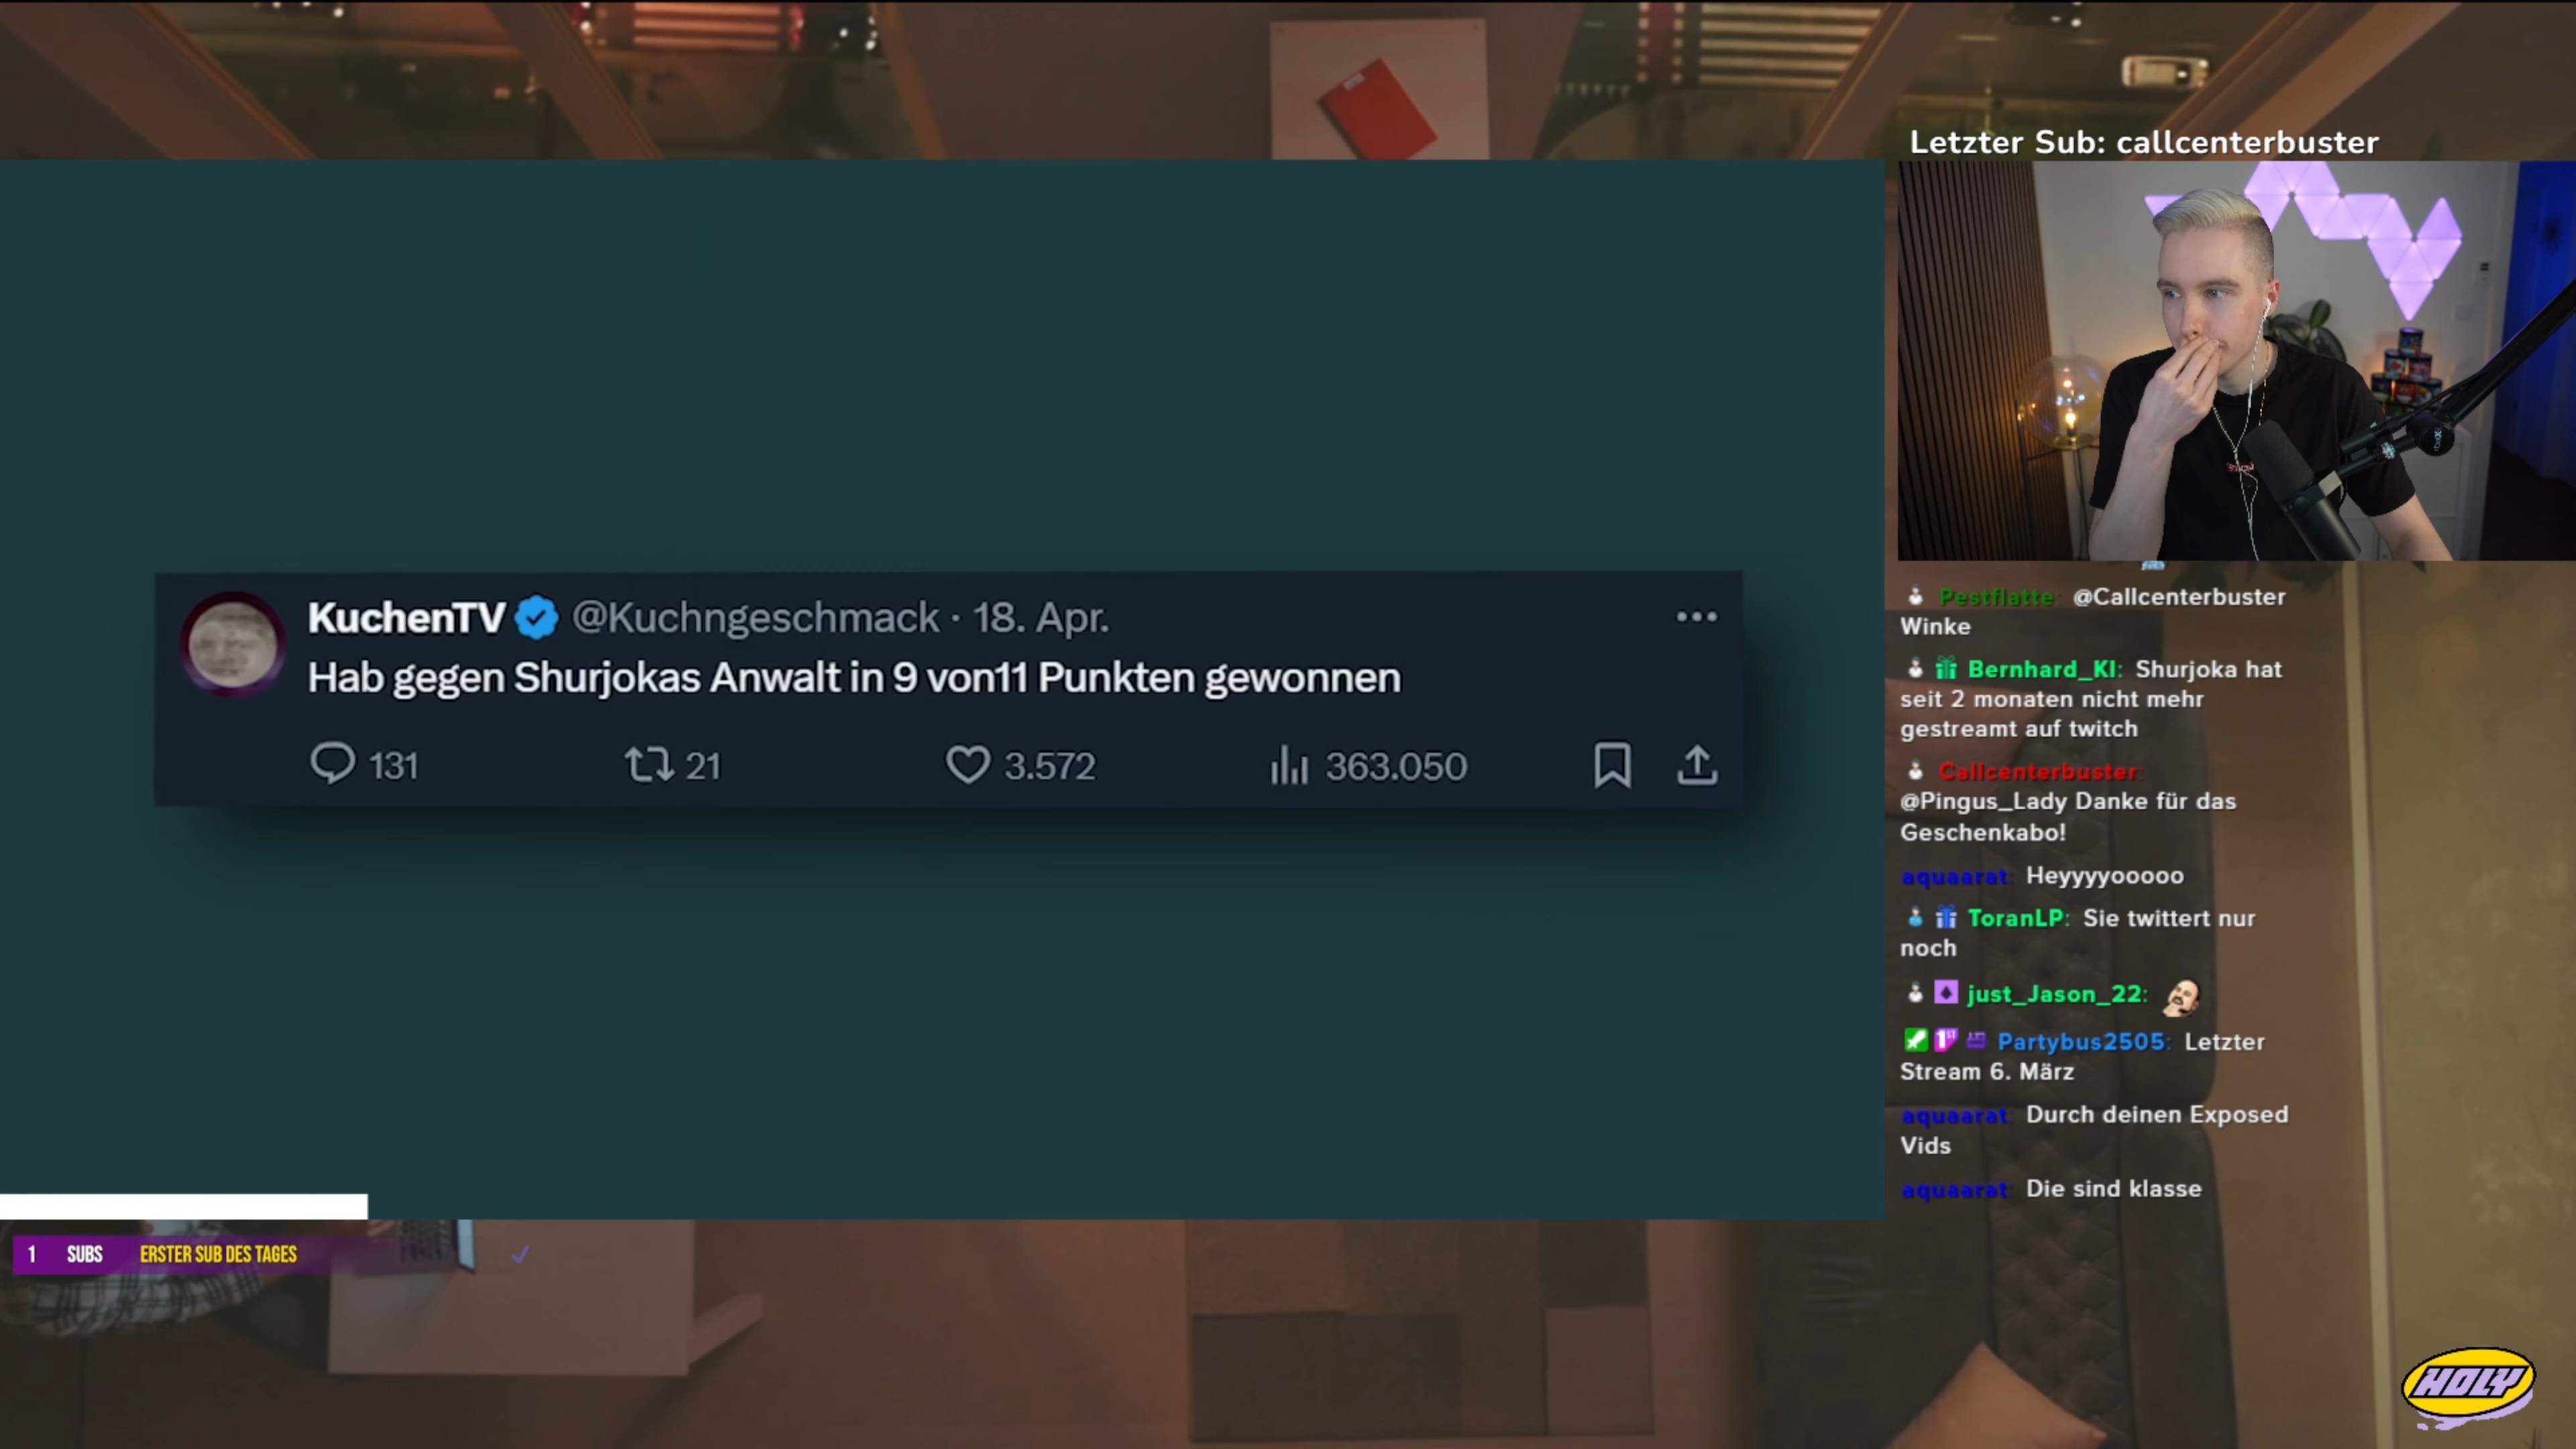 Letzter Sub: callcenterbuster
KuchenTV @Kuchngeschmack · 18. Apr.
Hab gegen Shurjokas Anwalt in 9 von11 Punkten gewonnen
131 21 3.572 363.050
Pestflatte: @Callcenterbuster
Winke
Bernhard_KI: Shurjoka hat
seit 2 monaten nicht mehr
gestreamt auf twitch
Callcenterbuster:
@Pingus_Lady Danke für das
Geschenkabo!
aquaarat: Heyyyyooooo
ToranLP: Sie twittert nur
noch
just_Jason_22:
Partybus2505: Letzter
Stream 6. März
aquaarat: Durch deinen Exposed
Vids
aquaarat: Die sind klasse
1 SUBS ERSTER SUB DES TAGES
HOLY